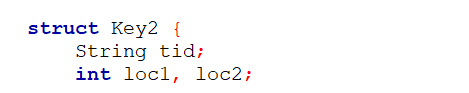 struct Key2 {
String tid;
int loc1, loc2;